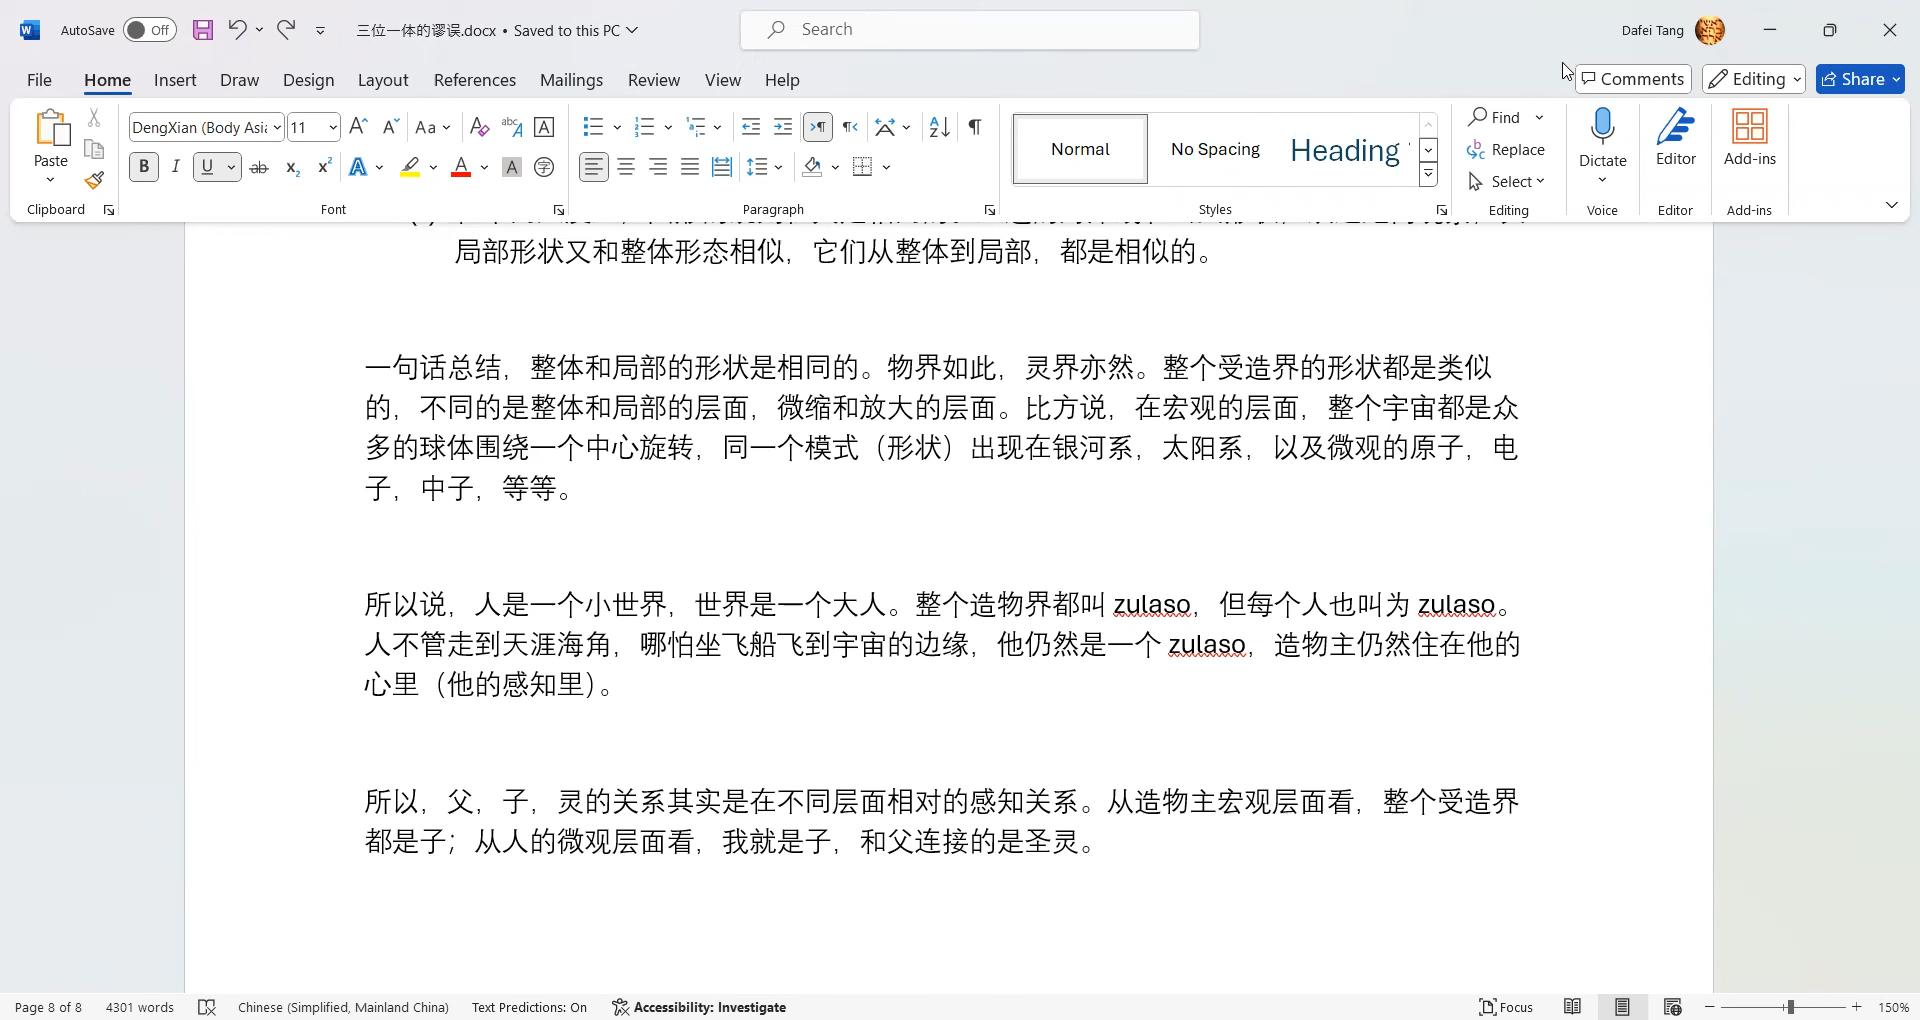 AutoSave Off 三位一体的谬误.docx • Saved to this PC Search Dafei Tang
File Home Insert Draw Design Layout References Mailings Review View Help Comments Editing Share
Paste
Clipboard
DengXian (Body Asi 11
Font
Paragraph
Normal No Spacing Heading
Styles
Find
Replace
Select
Editing
Dictate
Voice
Editor
Editor
Add-ins
Add-ins
局部形状又和整体形态相似，它们从整体到局部，都是相似的。
一句话总结，整体和局部的形状是相同的。物界如此，灵界亦然。整个受造界的形状都是类似
的，不同的是整体和局部的层面，微缩和放大的层面。比方说，在宏观的层面，整个宇宙都是众
多的球体围绕一个中心旋转，同一个模式（形状）出现在银河系，太阳系，以及微观的原子，电
子，中子，等等。
所以说，人是一个小世界，世界是一个大人。整个造物界都叫 zulaso，但每个人也叫为 zulaso。
人不管走到天涯海角，哪怕坐飞船飞到宇宙的边缘，他仍然是一个 zulaso，造物主仍然住在他的
心里（他的感知里）。
所以，父，子，灵的关系其实是在不同层面相对的感知关系。从造物主宏观层面看，整个受造界
都是子；从人的微观层面看，我就是子，和父连接的是圣灵。
Page 8 of 8 4301 words Chinese (Simplified, Mainland China) Text Predictions: On Accessibility: Investigate Focus 150%